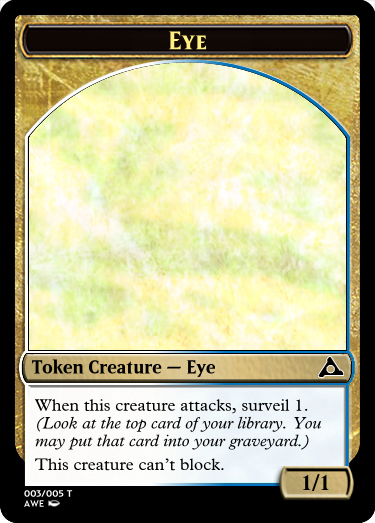 Eye
Token Creature — Eye
When this creature attacks, surveil 1.
(Look at the top card of your library. You
may put that card into your graveyard.)
This creature can't block.
1/1
003/005 T
AWE